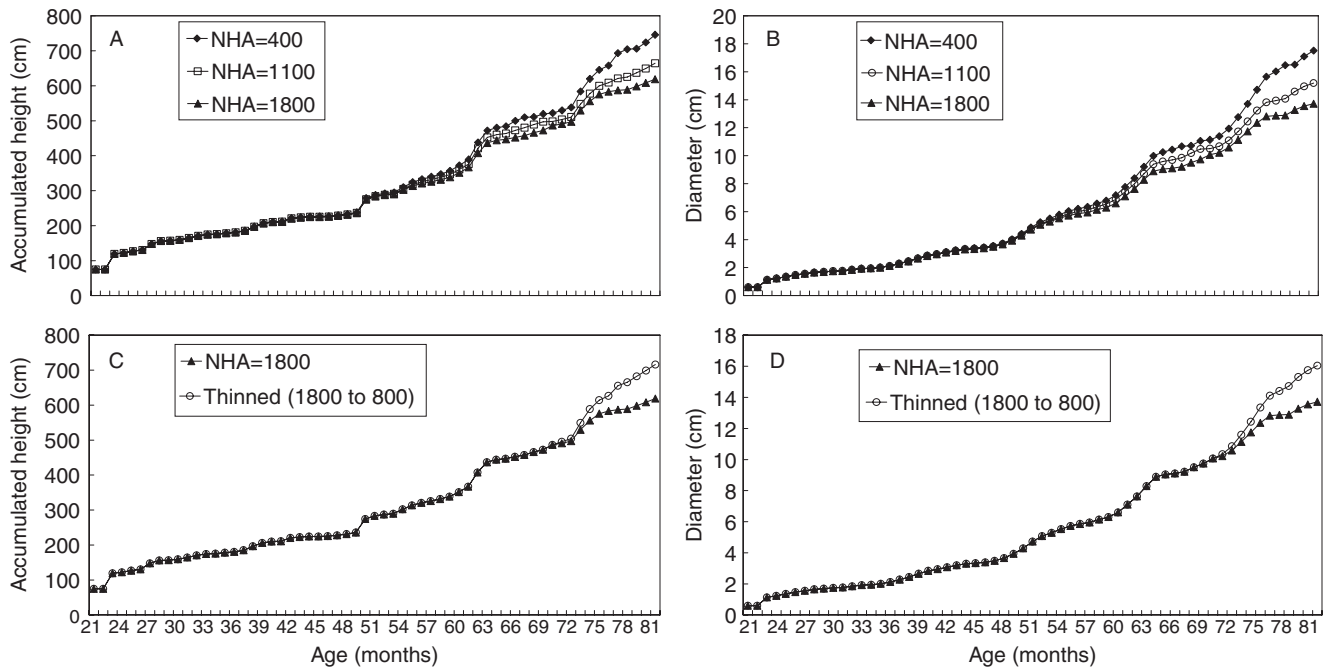 A
NHA=400
NHA=1100
NHA=1800
Accumulated height (cm)
800
700
600
500
400
300
200
100
0
B
NHA=400
NHA=1100
NHA=1800
Diameter (cm)
20
18
16
14
12
10
8
6
4
2
0
C
NHA=1800
Thinned (1800 to 800)
Accumulated height (cm)
800
700
600
500
400
300
200
100
0
21 24 27 30 33 36 39 42 45 48 51 54 57 60 63 66 69 72 75 78 81
Age (months)
D
NHA=1800
Thinned (1800 to 800)
Diameter (cm)
18
16
14
12
10
8
6
4
2
0
21 24 27 30 33 36 39 42 45 48 51 54 57 60 63 66 69 72 75 78 81
Age (months)